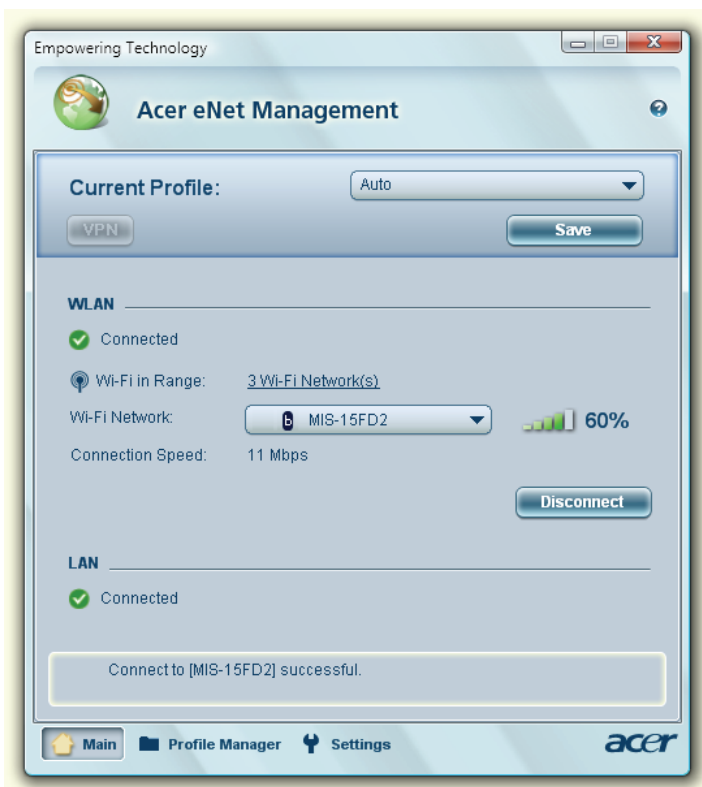 Empowering Technology
Acer eNet Management
Current Profile:
Auto
VPN
Save
WLAN
Connected
Wi-Fi in Range:
3 Wi-Fi Network(s)
Wi-Fi Network:
b MIS-15FD2
60%
Connection Speed:
11 Mbps
Disconnect
LAN
Connected
Connect to [MIS-15FD2] successful.
Main
Profile Manager
Settings
acer